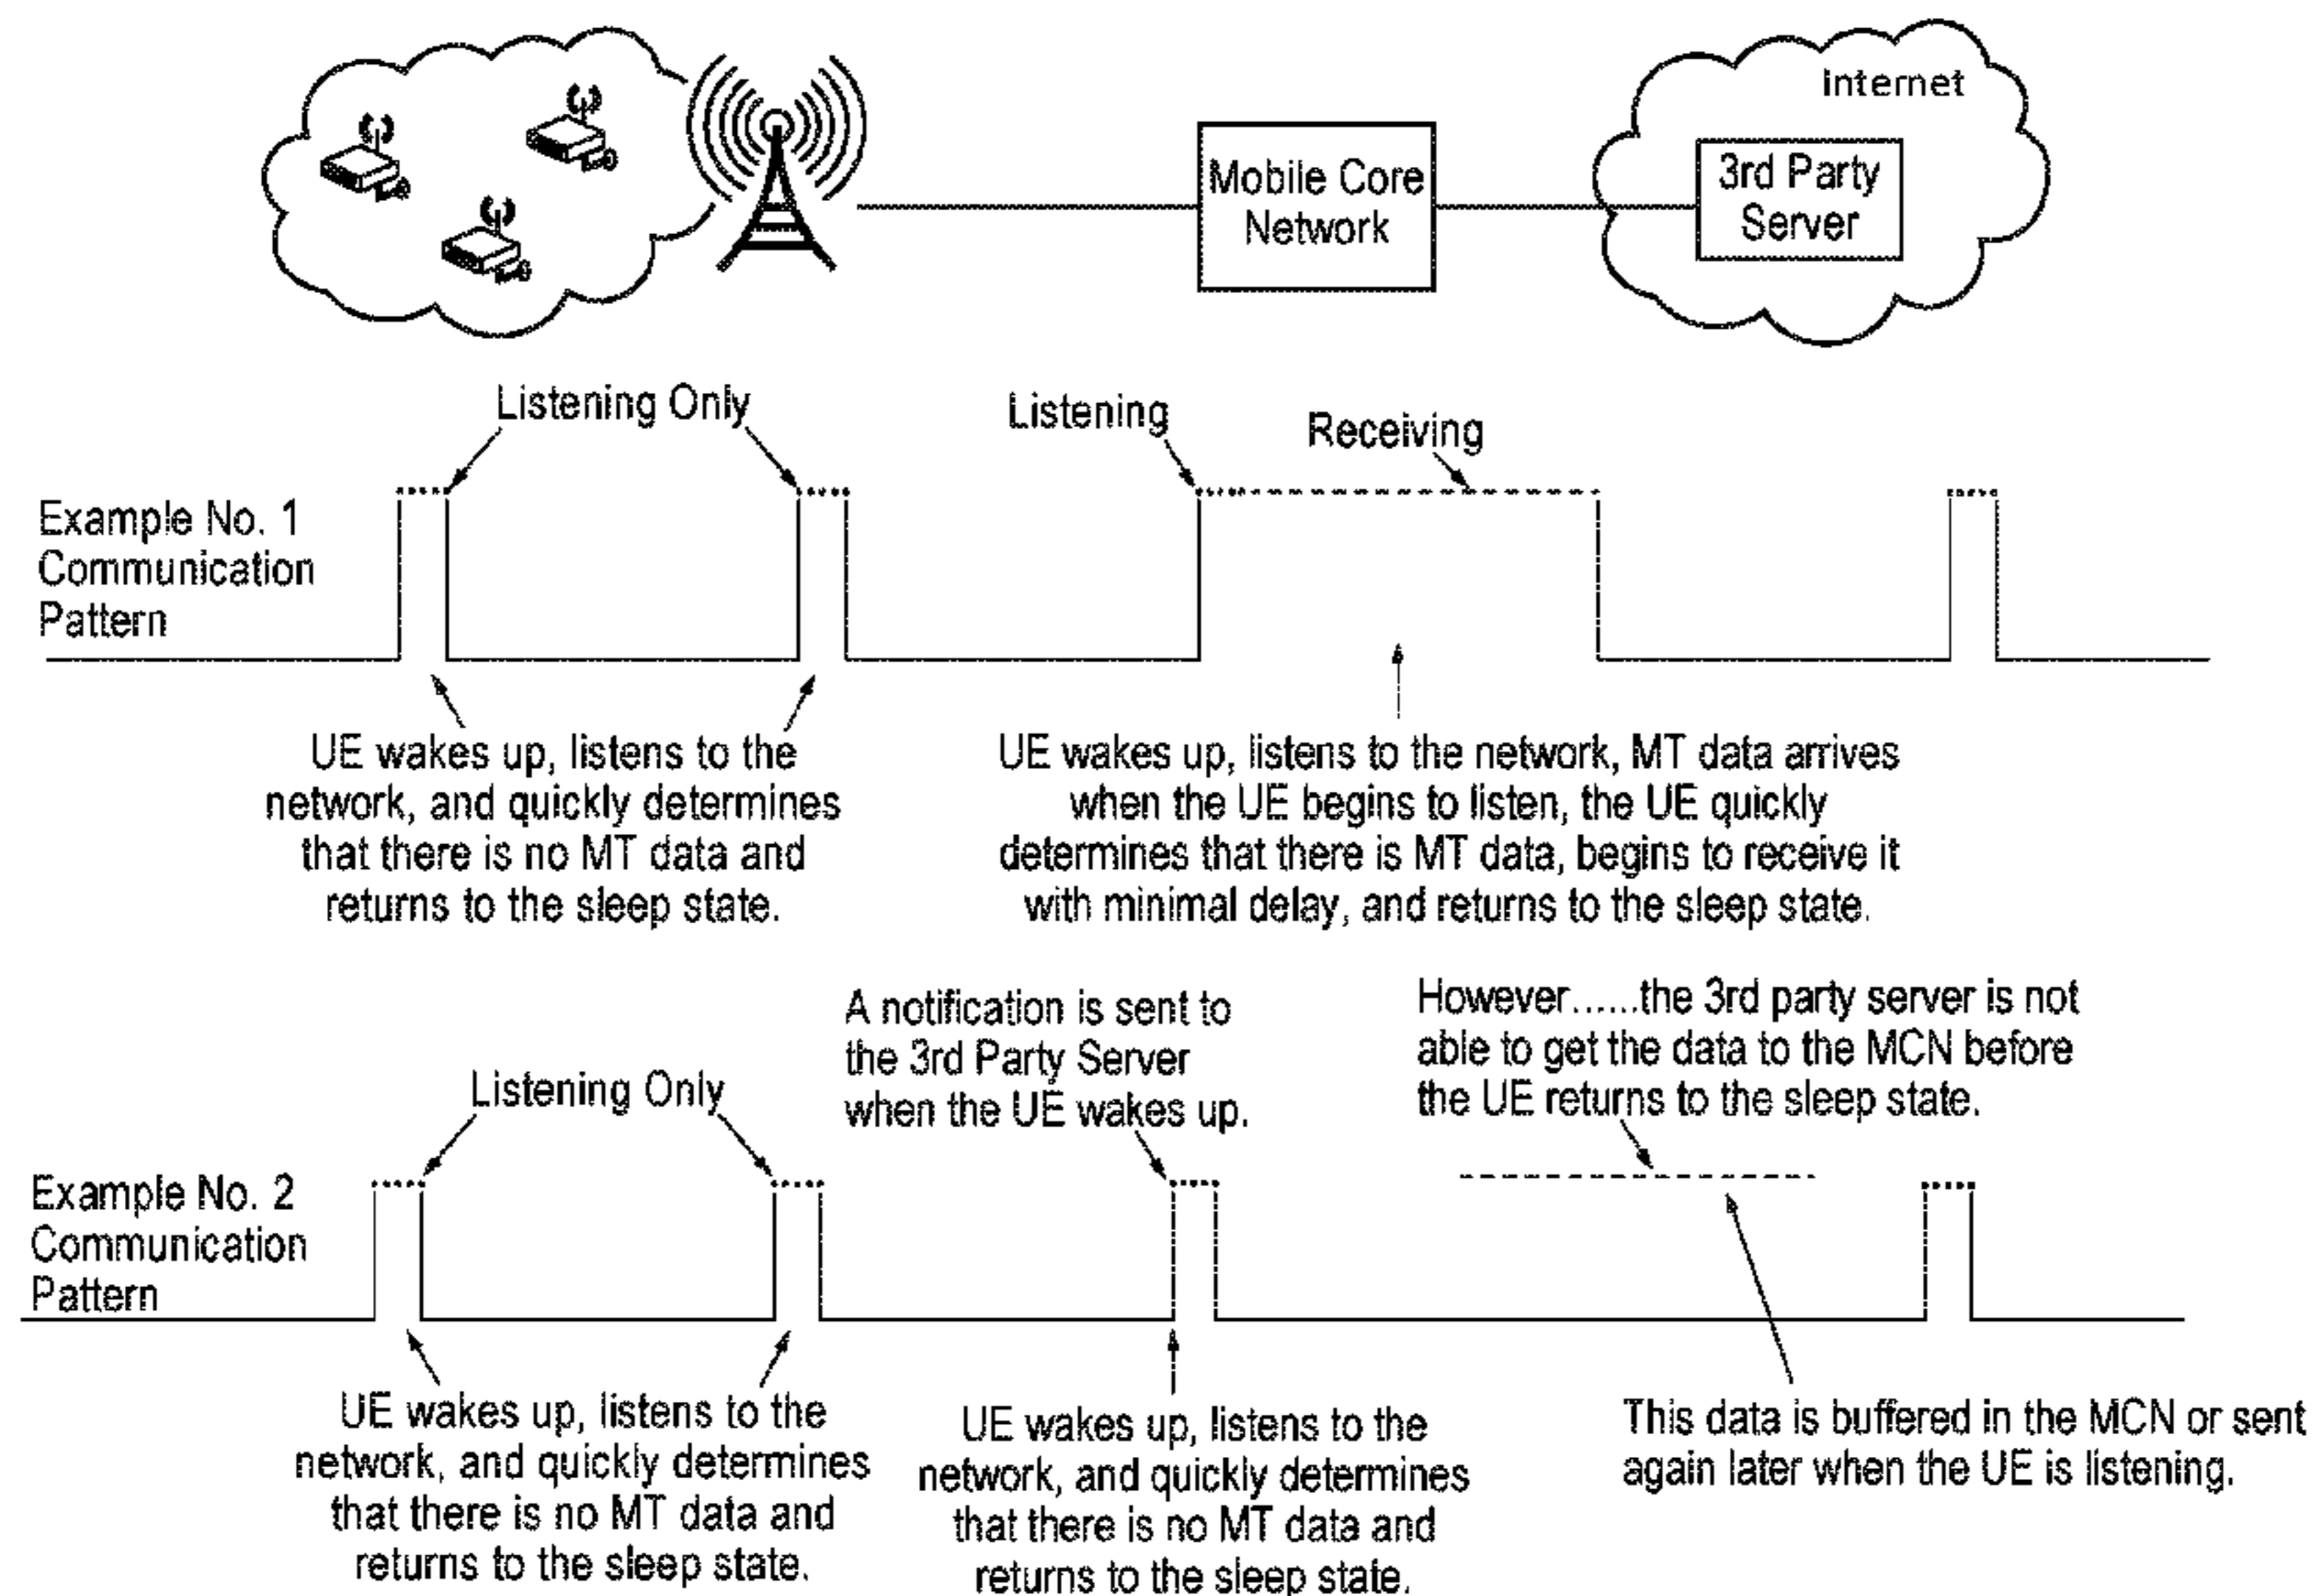 Internet
Mobile Core
Network
3rd Party
Server
Listening Only
Listening
Receiving
Example No. 1
Communication
Pattern
UE wakes up, listens to the
network, and quickly determines
that there is no MT data and
returns to the sleep state.
UE wakes up, listens to the network, MT data arrives
when the UE begins to listen, the UE quickly
determines that there is MT data, begins to receive it
with minimal delay, and returns to the sleep state.
A notification is sent to
the 3rd Party Server
when the UE wakes up.
However......the 3rd party server is not
able to get the data to the MCN before
the UE returns to the sleep state.
Listening Only
Example No. 2
Communication
Pattern
UE wakes up, listens to the
network, and quickly determines
that there is no MT data and
returns to the sleep state.
UE wakes up, listens to the
network, and quickly determines
that there is no MT data and
returns to the sleep state.
This data is buffered in the MCN or sent
again later when the UE is listening.